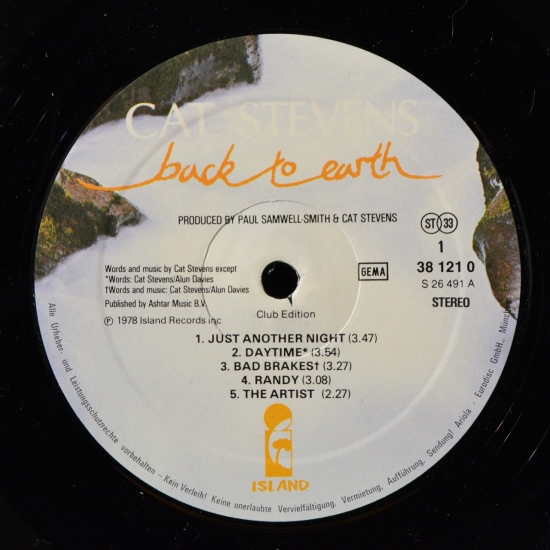 CAT STEVENS
back to earth
PRODUCED BY PAUL SAMWELL-SMITH & CAT STEVENS
ST 33
1
38 121 0
S 26 491 A
STEREO
GEMA
Words and music by Cat Stevens except
*Words: Cat Stevens/Alun Davies
†Words and music: Cat Stevens/Alun Davies
Published by Ashtar Music B.V.
℗ 1978 Island Records inc
Club Edition
1. JUST ANOTHER NIGHT (3.47)
2. DAYTIME* (3.54)
3. BAD BRAKES† (3.27)
4. RANDY (3.08)
5. THE ARTIST (2.27)
ISLAND
Alle Urheber- und Leistungsschutzrechte vorbehalten - Kein Verleih! Keine unerlaubte Vervielfältigung, Vermietung, Aufführung, Sendung! Ariola - Eurodisc GmbH.,